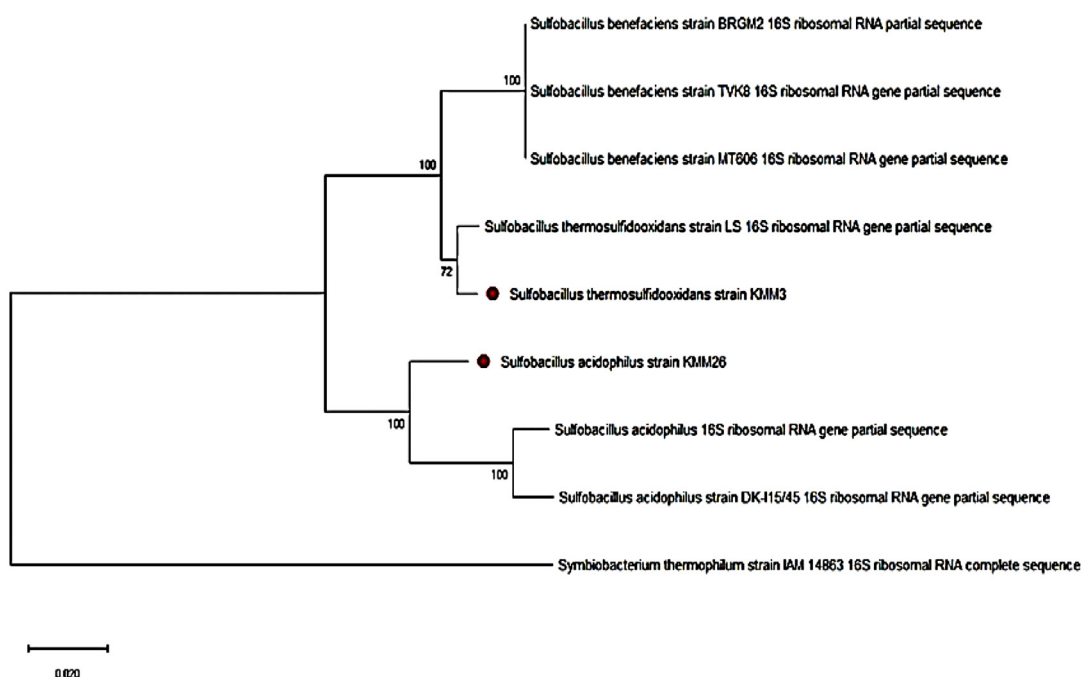 Sulfobacillus benefaciens strain BRGM2 16S ribosomal RNA partial sequence
100
Sulfobacillus benefaciens strain TVK8 16S ribosomal RNA gene partial sequence
Sulfobacillus benefaciens strain MT606 16S ribosomal RNA gene partial sequence
100
Sulfobacillus thermosulfidooxidans strain LS 16S ribosomal RNA gene partial sequence
72
Sulfobacillus thermosulfidooxidans strain KMM3
Sulfobacillus acidophilus strain KMM26
100
Sulfobacillus acidophilus 16S ribosomal RNA gene partial sequence
100
Sulfobacillus acidophilus strain DK-I15/45 16S ribosomal RNA gene partial sequence
Symbiobacterium thermophilum strain IAM 14863 16S ribosomal RNA complete sequence
0.020